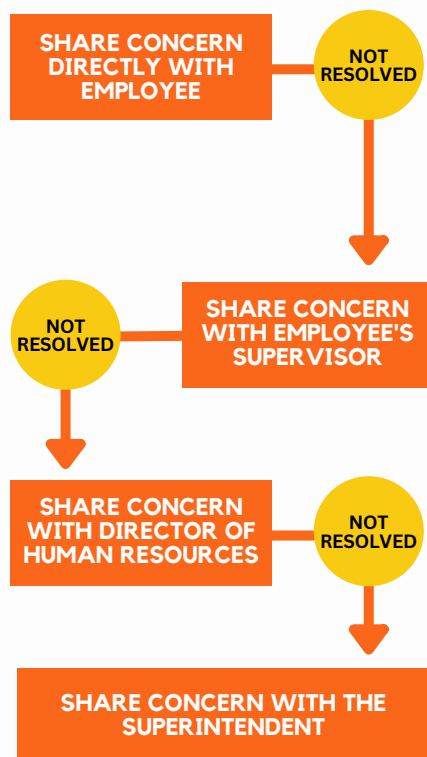 SHARE CONCERN
DIRECTLY WITH
EMPLOYEE
NOT
RESOLVED
SHARE CONCERN
WITH EMPLOYEE'S
SUPERVISOR
NOT
RESOLVED
SHARE CONCERN
WITH DIRECTOR OF
HUMAN RESOURCES
NOT
RESOLVED
SHARE CONCERN WITH THE
SUPERINTENDENT